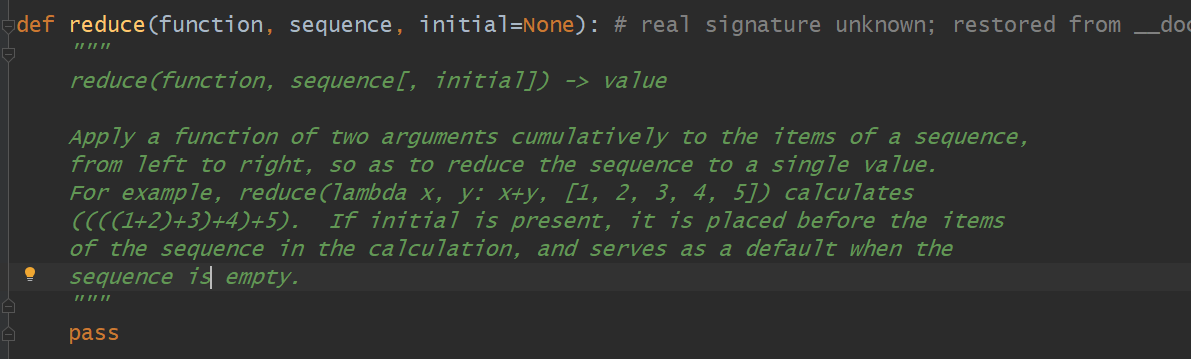 def reduce(function, sequence, initial=None): # real signature unknown; restored from __doc
"""
reduce(function, sequence[, initial]) -> value
Apply a function of two arguments cumulatively to the items of a sequence,
from left to right, so as to reduce the sequence to a single value.
For example, reduce(lambda x, y: x+y, [1, 2, 3, 4, 5]) calculates
((((1+2)+3)+4)+5).  If initial is present, it is placed before the items
of the sequence in the calculation, and serves as a default when the
sequence is empty.
"""
pass